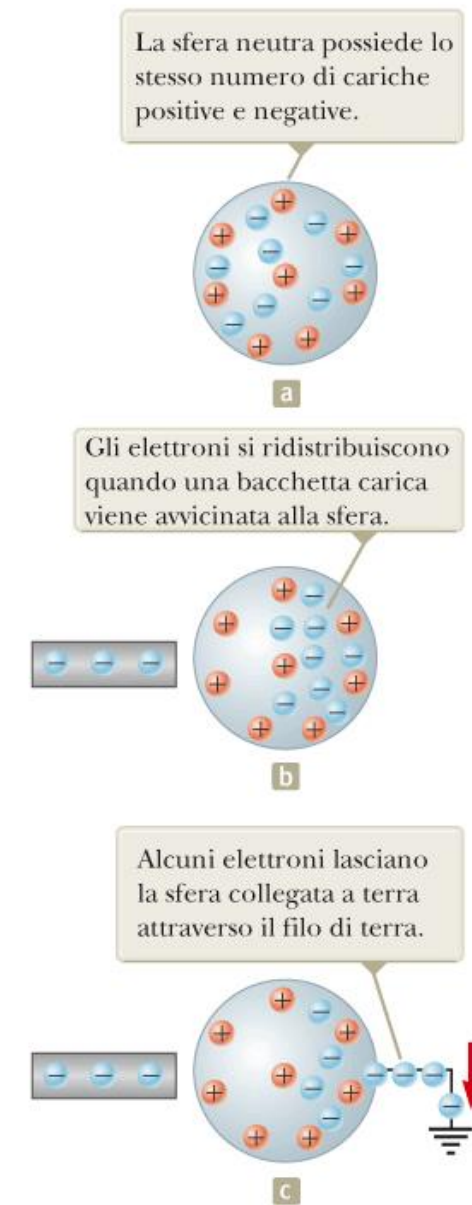 La sfera neutra possiede lo
stesso numero di cariche
positive e negative.
a
Gli elettroni si ridistribuiscono
quando una bacchetta carica
viene avvicinata alla sfera.
b
Alcuni elettroni lasciano
la sfera collegata a terra
attraverso il filo di terra.
c